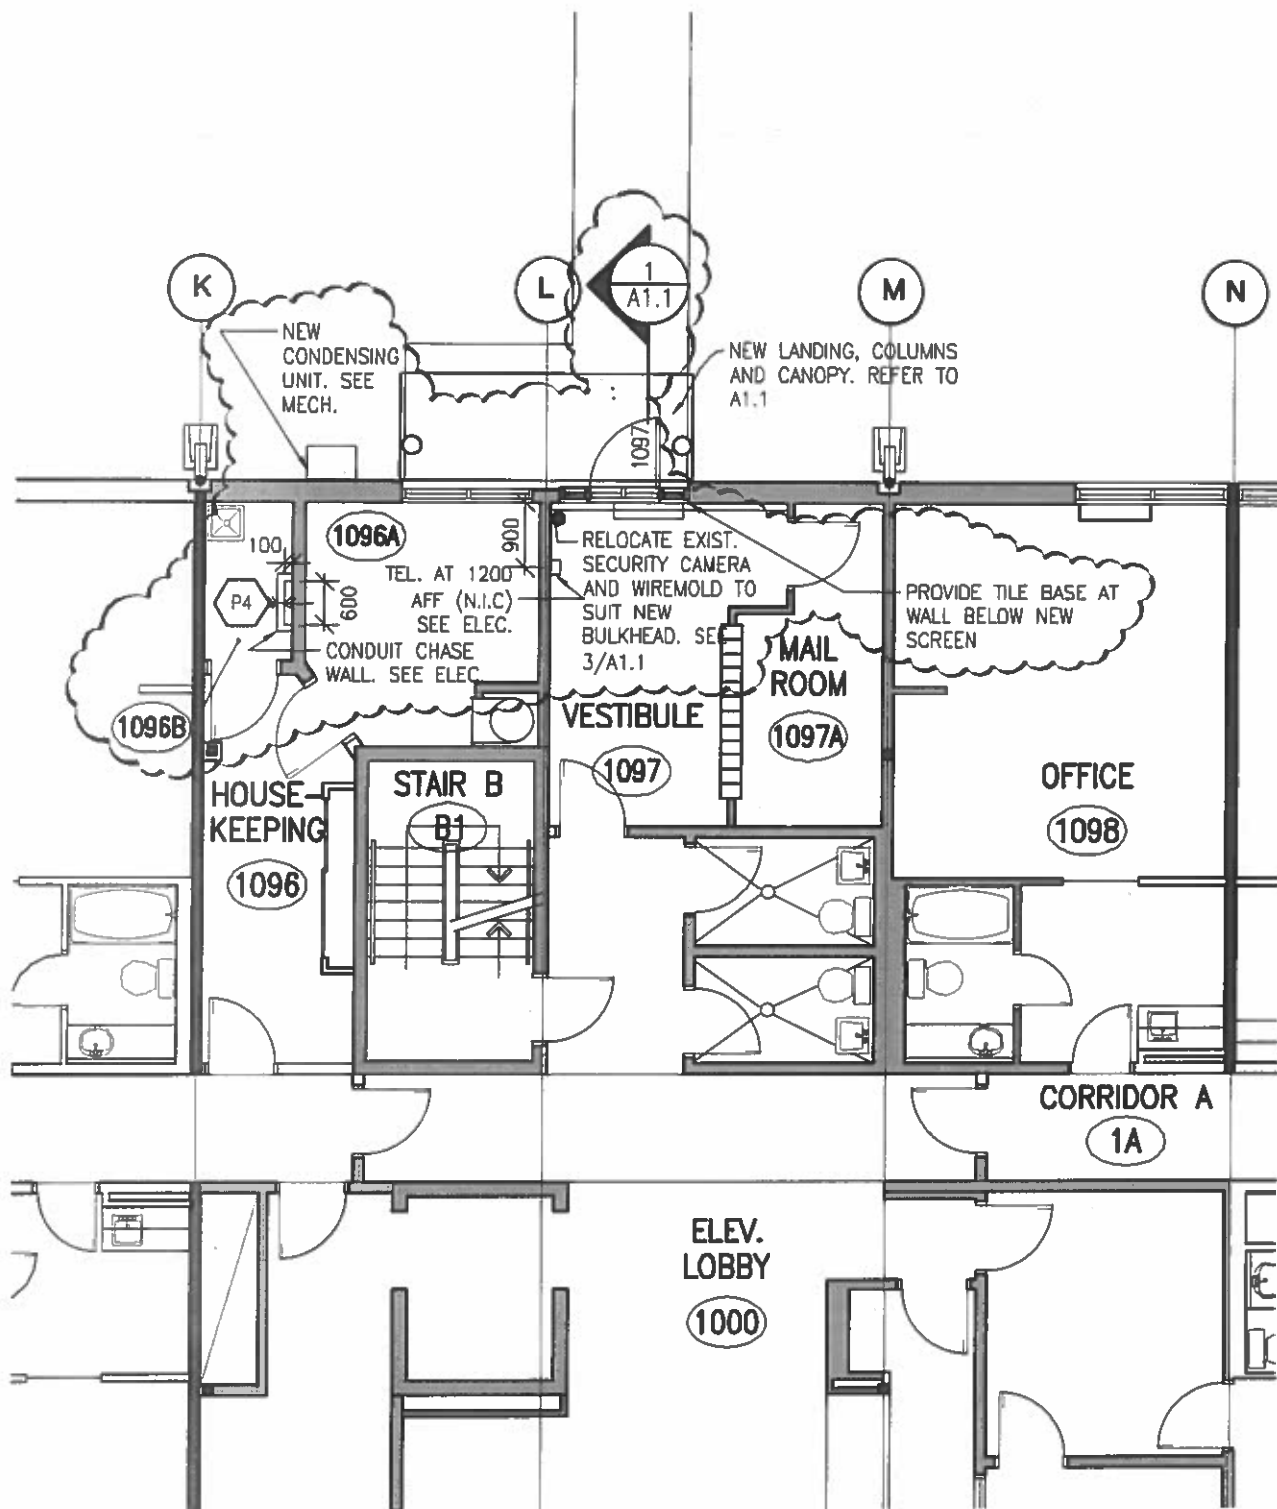 K
L
1
A1.1
M
N
NEW
CONDENSING
UNIT. SEE
MECH.
NEW LANDING, COLUMNS
AND CANOPY. REFER TO
A1.1
1097
1096A
900
RELOCATE EXIST.
SECURITY CAMERA
AND WIREMOLD TO
SUIT NEW
BULKHEAD. SEE
3/A1.1
100
TEL. AT 1200
AFF (N.I.C)
SEE ELEC.
P4
600
PROVIDE TILE BASE AT
WALL BELOW NEW
SCREEN
CONDUIT CHASE
WALL. SEE ELEC
MAIL
ROOM
1097A
1096B
VESTIBULE
1097
HOUSE-
KEEPING
1096
STAIR B
B1
OFFICE
1098
CORRIDOR A
1A
ELEV.
LOBBY
1000